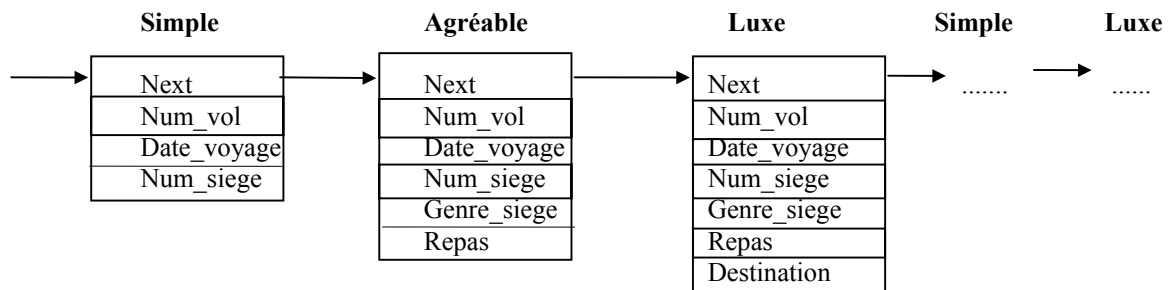 Simple Agréable Luxe Simple Luxe
Next
Num_vol
Date_voyage
Num_siege
Next
Num_vol
Date_voyage
Num_siege
Genre_siege
Repas
Next
Num_vol
Date_voyage
Num_siege
Genre_siege
Repas
Destination
.......
......